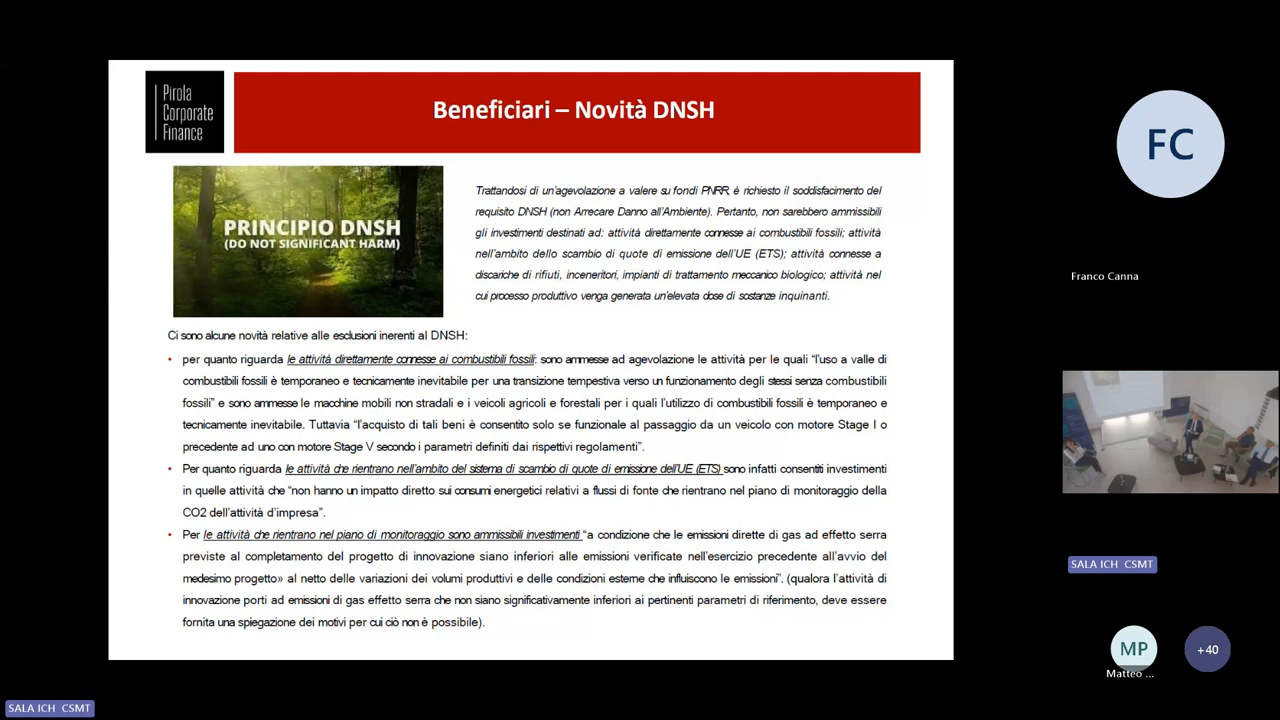 Pirola
Corporate
Finance
Beneficiari – Novità DNSH
PRINCIPIO DNSH
(DO NOT SIGNIFICANT HARM)
Trattandosi di un'agevolazione a valere su fondi PNRR, è richiesto il soddisfacimento del
requisito DNSH (non Arrecare Danno all'Ambiente). Pertanto, non sarebbero ammissibili
gli investimenti destinati ad: attività direttamente connesse ai combustibili fossili; attività
nell'ambito dello scambio di quote di emissione dell'UE (ETS); attività connesse a
discariche di rifiuti, inceneritori, impianti di trattamento meccanico biologico; attività nel
cui processo produttivo venga generata un'elevata dose di sostanze inquinanti.
Ci sono alcune novità relative alle esclusioni inerenti al DNSH:
• per quanto riguarda le attività direttamente connesse ai combustibili fossili: sono ammesse ad agevolazione le attività per le quali "l'uso a valle di
combustibili fossili è temporaneo e tecnicamente inevitabile per una transizione tempestiva verso un funzionamento degli stessi senza combustibili
fossili" e sono ammesse le macchine mobili non stradali e i veicoli agricoli e forestali per i quali l'utilizzo di combustibili fossili è temporaneo e
tecnicamente inevitabile. Tuttavia "l'acquisto di tali beni è consentito solo se funzionale al passaggio da un veicolo con motore Stage I o
precedente ad uno con motore Stage V secondo i parametri definiti dai rispettivi regolamenti".
• Per quanto riguarda le attività che rientrano nell'ambito del sistema di scambio di quote di emissione dell'UE (ETS) sono infatti consentiti investimenti
in quelle attività che "non hanno un impatto diretto sui consumi energetici relativi a flussi di fonte che rientrano nel piano di monitoraggio della
CO2 dell'attività d'impresa".
• Per le attività che rientrano nel piano di monitoraggio sono ammissibili investimenti "a condizione che le emissioni dirette di gas ad effetto serra
previste al completamento del progetto di innovazione siano inferiori alle emissioni verificate nell'esercizio precedente all'avvio del
medesimo progetto» al netto delle variazioni dei volumi produttivi e delle condizioni esterne che influiscono le emissioni". (qualora l'attività di
innovazione porti ad emissioni di gas effetto serra che non siano significativamente inferiori ai pertinenti parametri di riferimento, deve essere
fornita una spiegazione dei motivi per cui ciò non è possibile).
FC
Franco Canna
SALA ICH CSMT
MP
+40
Matteo ...
SALA ICH CSMT